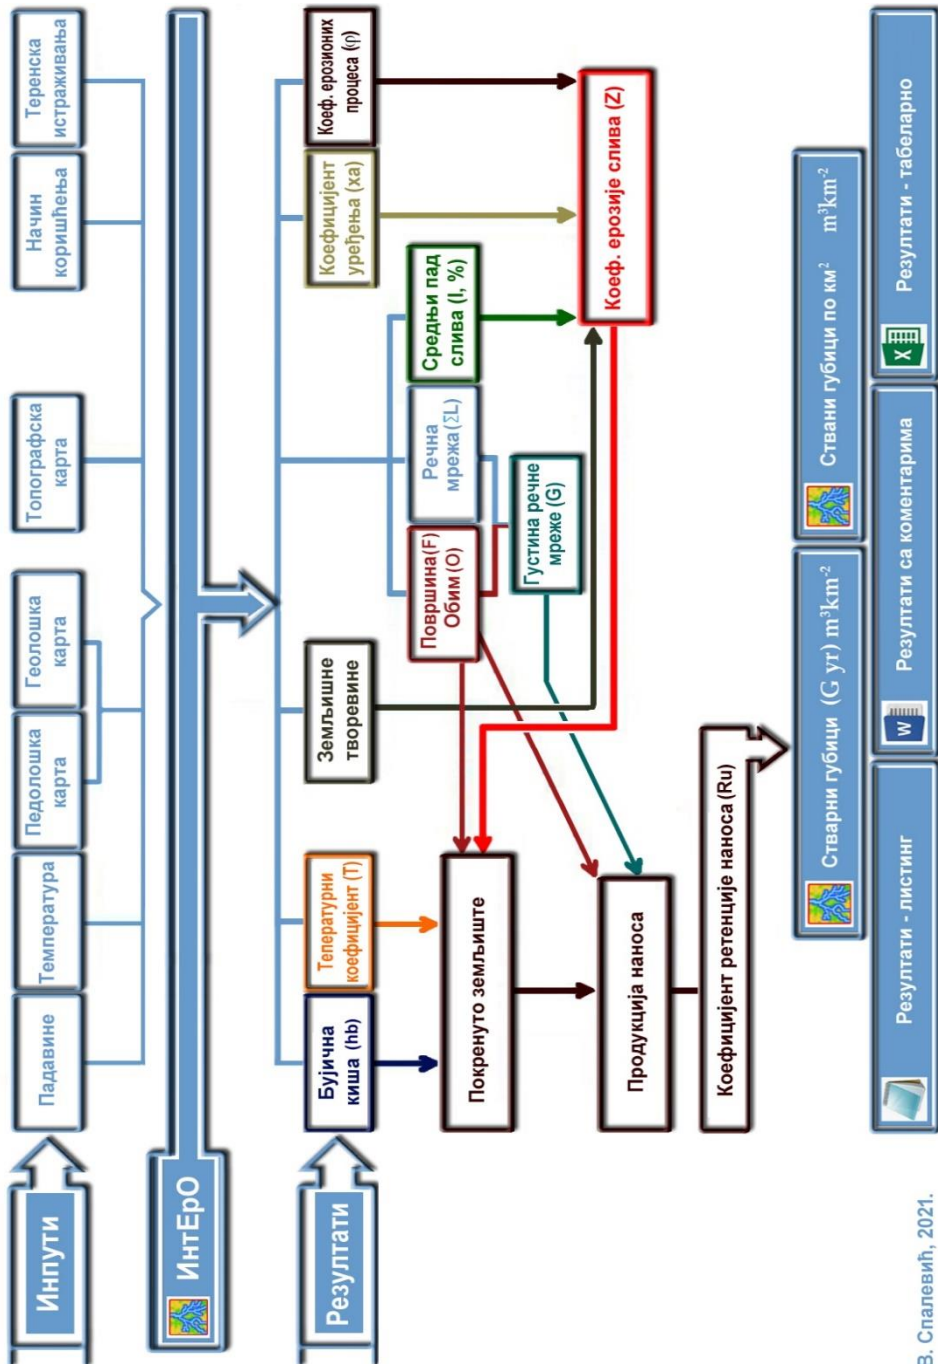 Инпути
Падавине
Температура
Педолошка
карта
Геолошка
карта
Топографска
карта
Начин
коришћења
Теренска
истраживања
ИнтЕрО
Резултати
Бујична
киша (hb)
Тепературни
коефицијент (Т)
Земљишне
творевине
Коефицијент
уређења (xa)
Коеф. ерозионих
процеса (φ)
Површина(F)
Обим (O)
Речна
мрежа(ΣL)
Средњи пад
слива (I, %)
Покренуто земљиште
Густина речне
мреже (G)
Коеф. ерозије слива (Z)
Продукција наноса
Коефицијент ретенције наноса (Ru)
Стварни губици (G yr) m³km⁻²
Ствани губици по км² m³km⁻²
Резултати - листинг
W
Резултати са коментарима
X
Резултати - табеларно
В. Спалевић, 2021.